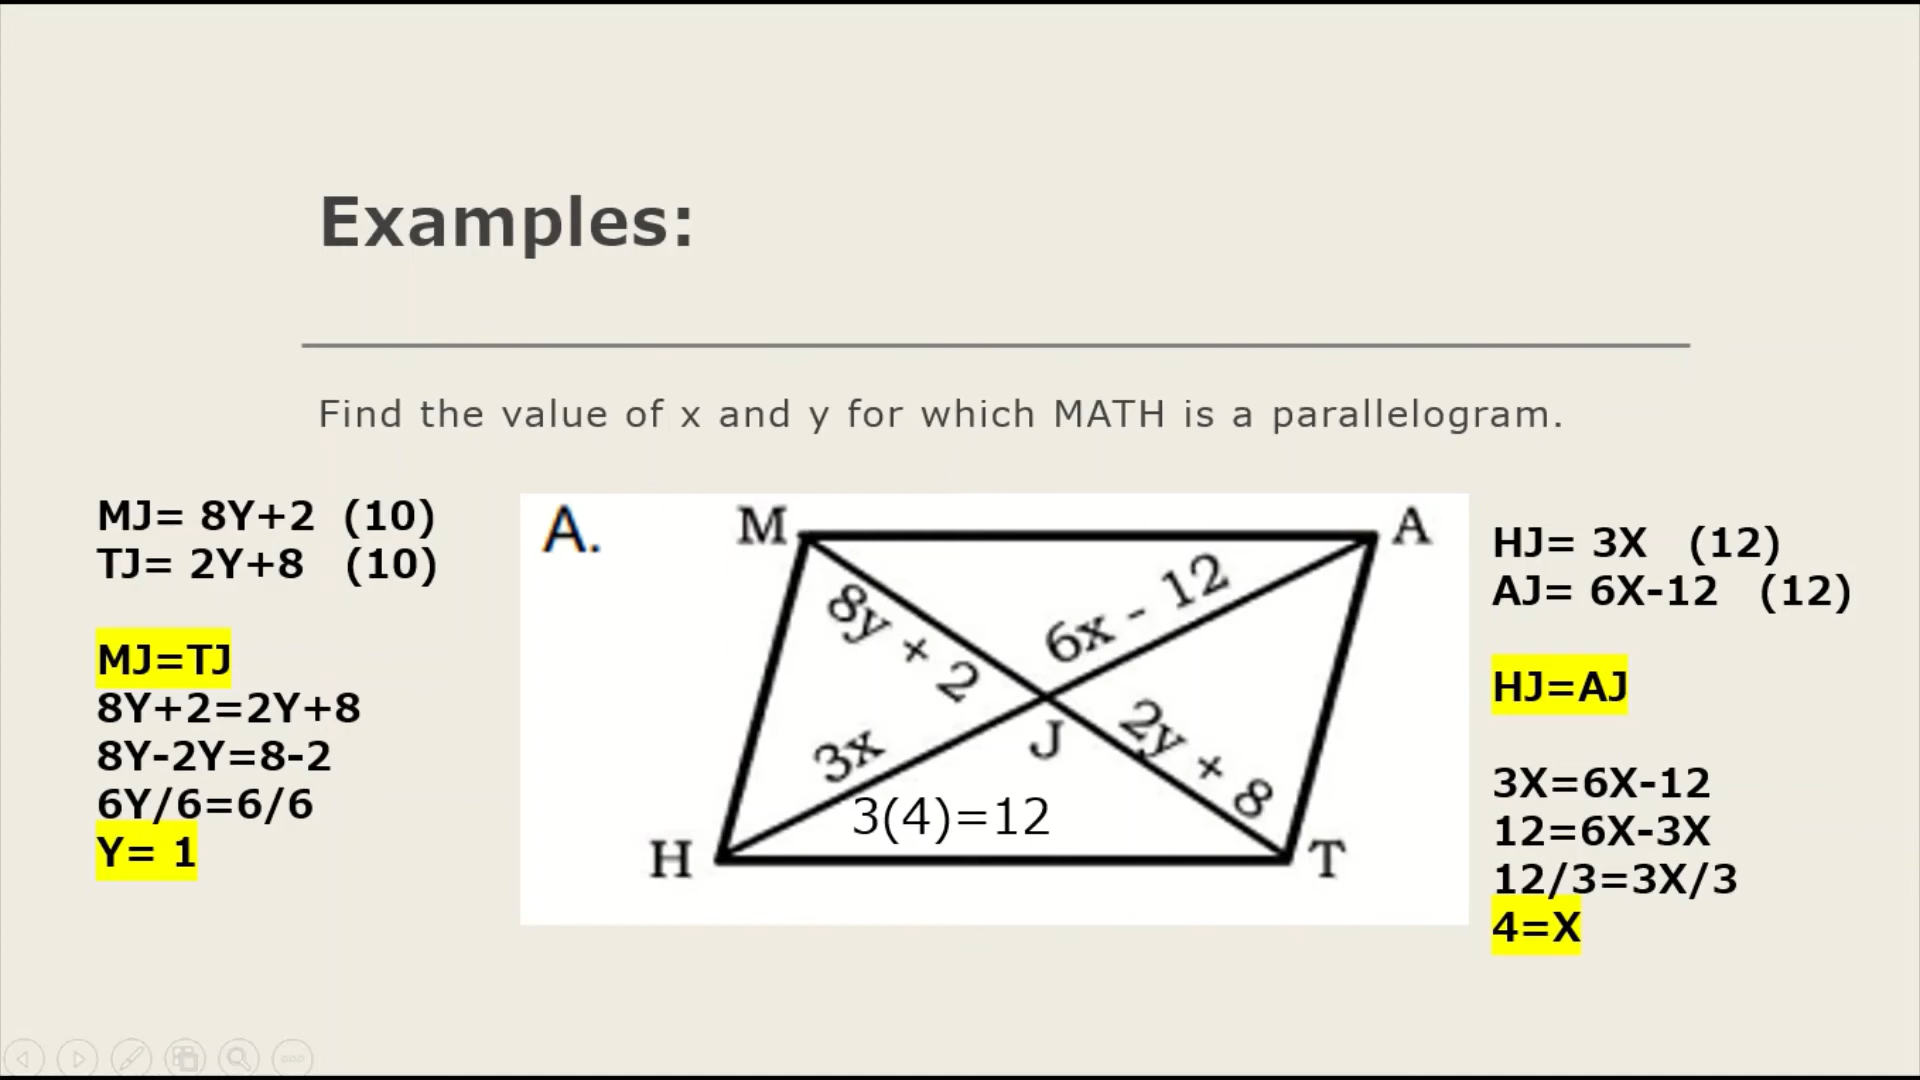 Examples:
Find the value of x and y for which MATH is a parallelogram.
MJ= 8Y+2 (10)
TJ= 2Y+8 (10)
MJ=TJ
8Y+2=2Y+8
8Y-2Y=8-2
6Y/6=6/6
Y= 1
A.
M
A
8y + 2
6x - 12
3x
J
2y + 8
3(4)=12
H
T
HJ= 3X (12)
AJ= 6X-12 (12)
HJ=AJ
3X=6X-12
12=6X-3X
12/3=3X/3
4=X